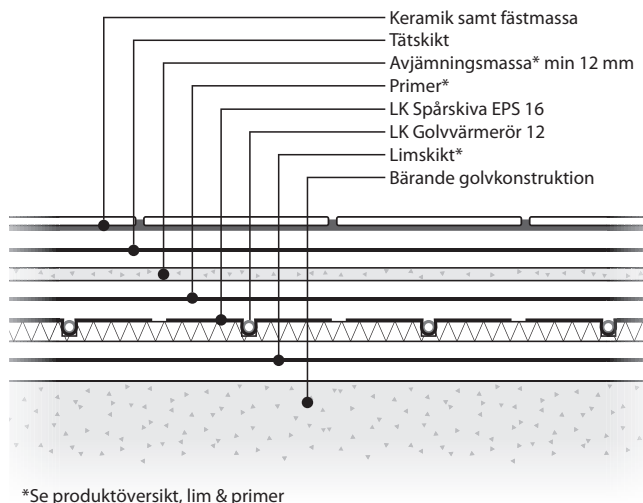 Keramik samt fästmassa
Tätskikt
Avjämningsmassa* min 12 mm
Primer*
LK Spårskiva EPS 16
LK Golvvärmerör 12
Limskikt*
Bärande golvkonstruktion
*Se produktöversikt, lim & primer